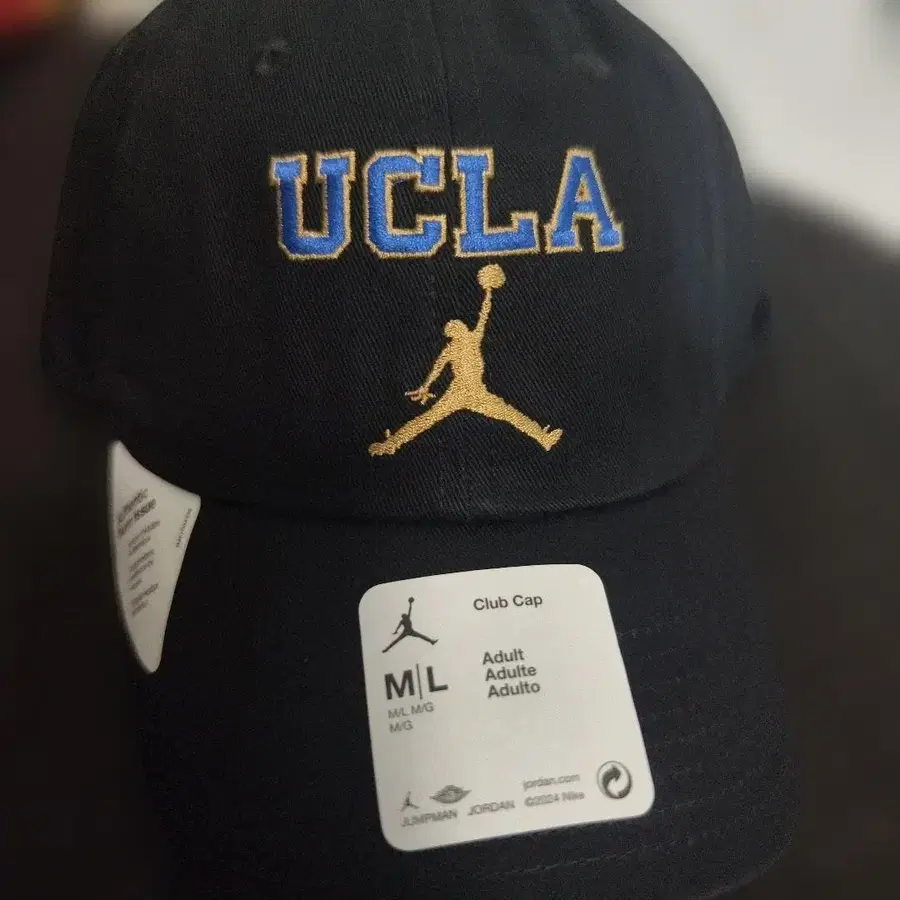 UCLA
Club Cap
M|L
M/L M/G
M/G
Adult
Adulte
Adulto
jordan.com
©2024 Nike
JUMPMAN JORDAN